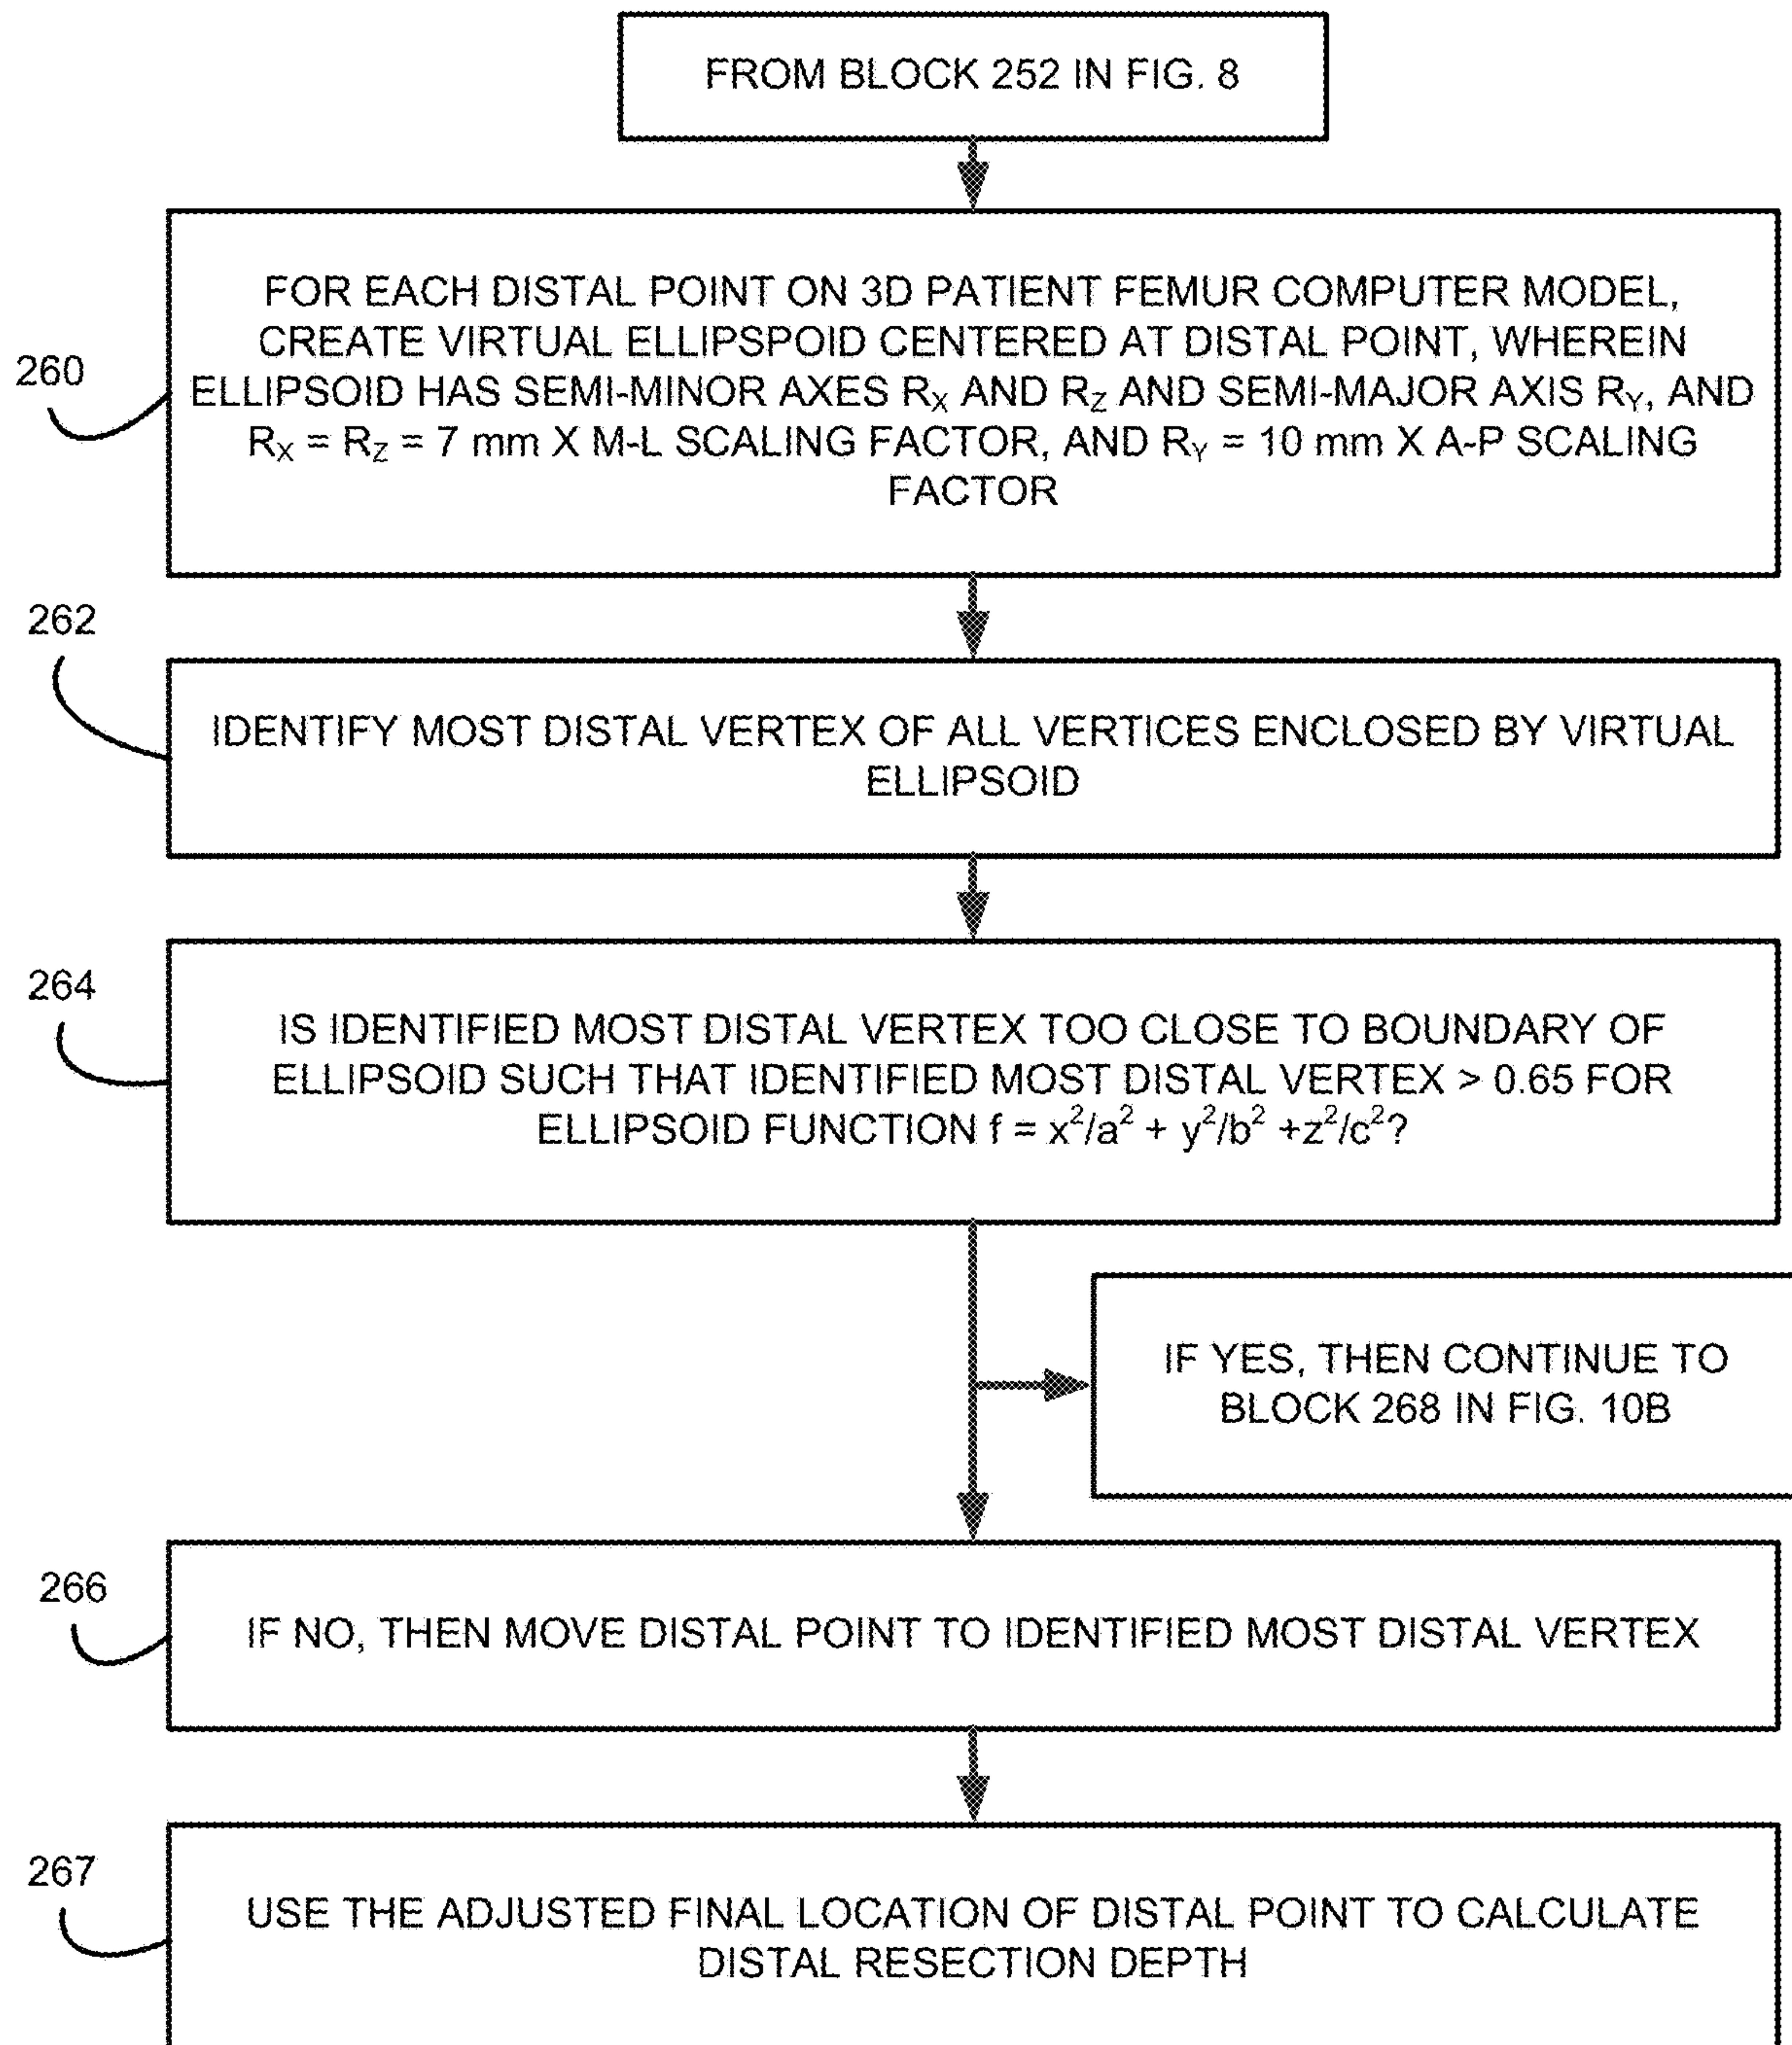 FROM BLOCK 252 IN FIG. 8
260
FOR EACH DISTAL POINT ON 3D PATIENT FEMUR COMPUTER MODEL,
CREATE VIRTUAL ELLIPSPOID CENTERED AT DISTAL POINT, WHEREIN
ELLIPSOID HAS SEMI-MINOR AXES R_X AND R_Z AND SEMI-MAJOR AXIS R_Y, AND
R_X = R_Z = 7 mm X M-L SCALING FACTOR, AND R_Y = 10 mm X A-P SCALING
FACTOR
262
IDENTIFY MOST DISTAL VERTEX OF ALL VERTICES ENCLOSED BY VIRTUAL
ELLIPSOID
264
IS IDENTIFIED MOST DISTAL VERTEX TOO CLOSE TO BOUNDARY OF
ELLIPSOID SUCH THAT IDENTIFIED MOST DISTAL VERTEX > 0.65 FOR
ELLIPSOID FUNCTION f = x²/a² + y²/b² +z²/c²?
IF YES, THEN CONTINUE TO
BLOCK 268 IN FIG. 10B
266
IF NO, THEN MOVE DISTAL POINT TO IDENTIFIED MOST DISTAL VERTEX
267
USE THE ADJUSTED FINAL LOCATION OF DISTAL POINT TO CALCULATE
DISTAL RESECTION DEPTH